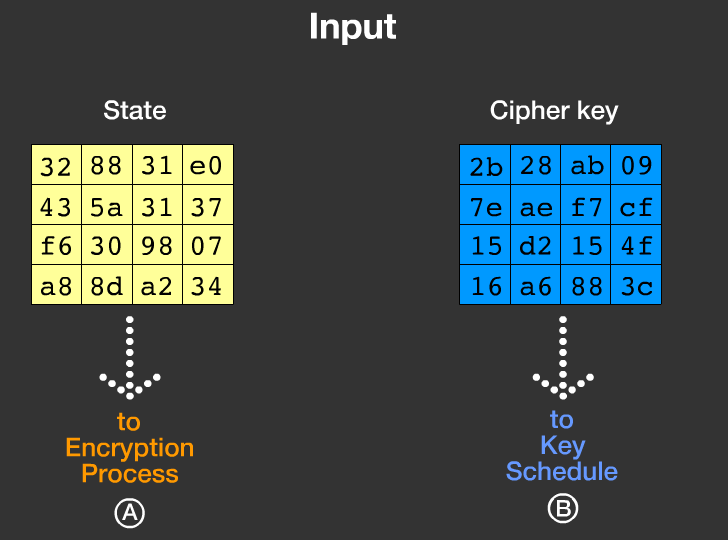 Input
State
32 88 31 e0
43 5a 31 37
f6 30 98 07
a8 8d a2 34
to
Encryption
Process
A
Cipher key
2b 28 ab 09
7e ae f7 cf
15 d2 15 4f
16 a6 88 3c
to
Key
Schedule
B